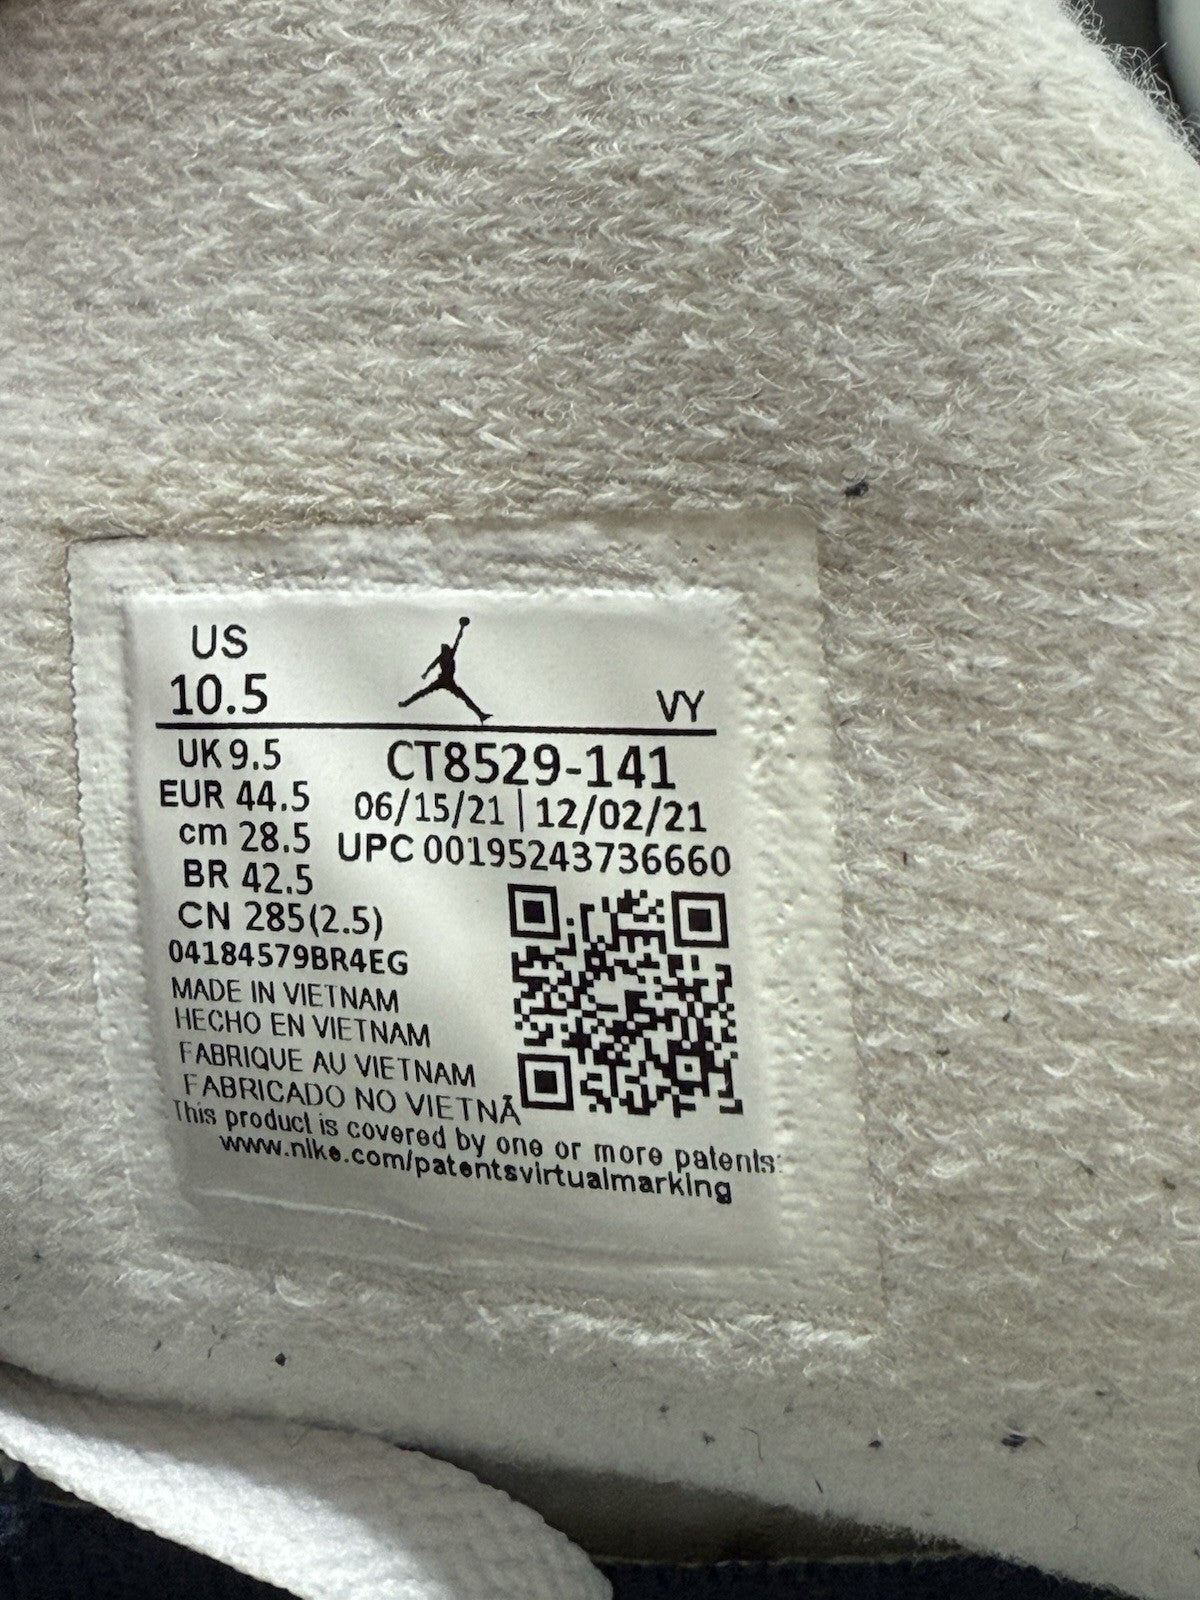 US
10.5
VY
UK 9.5
CT8529-141
EUR 44.5
06/15/21 | 12/02/21
cm 28.5
UPC 00195243736660
BR 42.5
CN 285(2.5)
04184579BR4EG
MADE IN VIETNAM
HECHO EN VIETNAM
FABRIQUE AU VIETNAM
FABRICADO NO VIETNÃ
This product is covered by one or more patents:
www.nike.com/patentsvirtualmarking